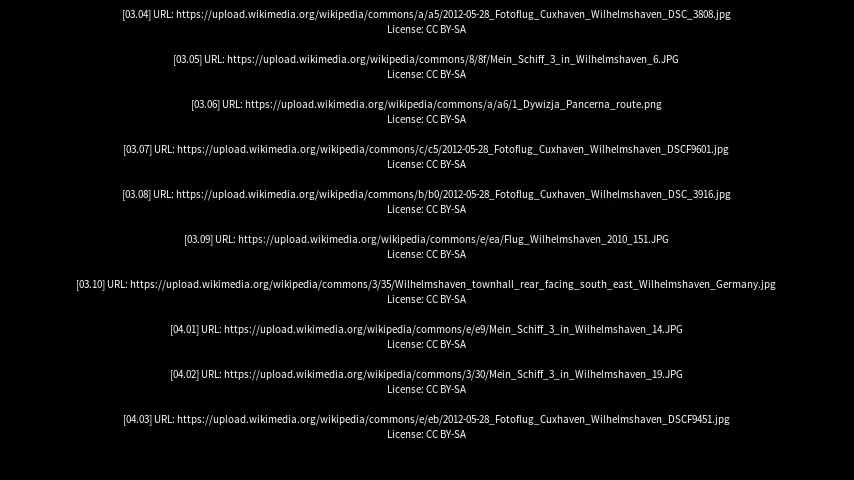 [03.04] URL: https://upload.wikimedia.org/wikipedia/commons/a/a5/2012-05-28_Fotoflug_Cuxhaven_Wilhelmshaven_DSC_3808.jpg
License: CC BY-SA
[03.05] URL: https://upload.wikimedia.org/wikipedia/commons/8/8f/Mein_Schiff_3_in_Wilhelmshaven_6.JPG
License: CC BY-SA
[03.06] URL: https://upload.wikimedia.org/wikipedia/commons/a/a6/1_Dywizja_Pancerna_route.png
License: CC BY-SA
[03.07] URL: https://upload.wikimedia.org/wikipedia/commons/c/c5/2012-05-28_Fotoflug_Cuxhaven_Wilhelmshaven_DSCF9601.jpg
License: CC BY-SA
[03.08] URL: https://upload.wikimedia.org/wikipedia/commons/b/b0/2012-05-28_Fotoflug_Cuxhaven_Wilhelmshaven_DSC_3916.jpg
License: CC BY-SA
[03.09] URL: https://upload.wikimedia.org/wikipedia/commons/e/ea/Flug_Wilhelmshaven_2010_151.JPG
License: CC BY-SA
[03.10] URL: https://upload.wikimedia.org/wikipedia/commons/3/35/Wilhelmshaven_townhall_rear_facing_south_east_Wilhelmshaven_Germany.jpg
License: CC BY-SA
[04.01] URL: https://upload.wikimedia.org/wikipedia/commons/e/e9/Mein_Schiff_3_in_Wilhelmshaven_14.JPG
License: CC BY-SA
[04.02] URL: https://upload.wikimedia.org/wikipedia/commons/3/30/Mein_Schiff_3_in_Wilhelmshaven_19.JPG
License: CC BY-SA
[04.03] URL: https://upload.wikimedia.org/wikipedia/commons/e/eb/2012-05-28_Fotoflug_Cuxhaven_Wilhelmshaven_DSCF9451.jpg
License: CC BY-SA